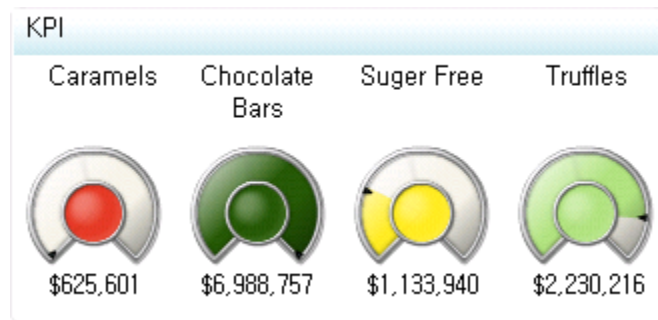 KPI
Caramels
Chocolate
Bars
Suger Free
Truffles
$625,601
$6,988,757
$1,133,940
$2,230,216